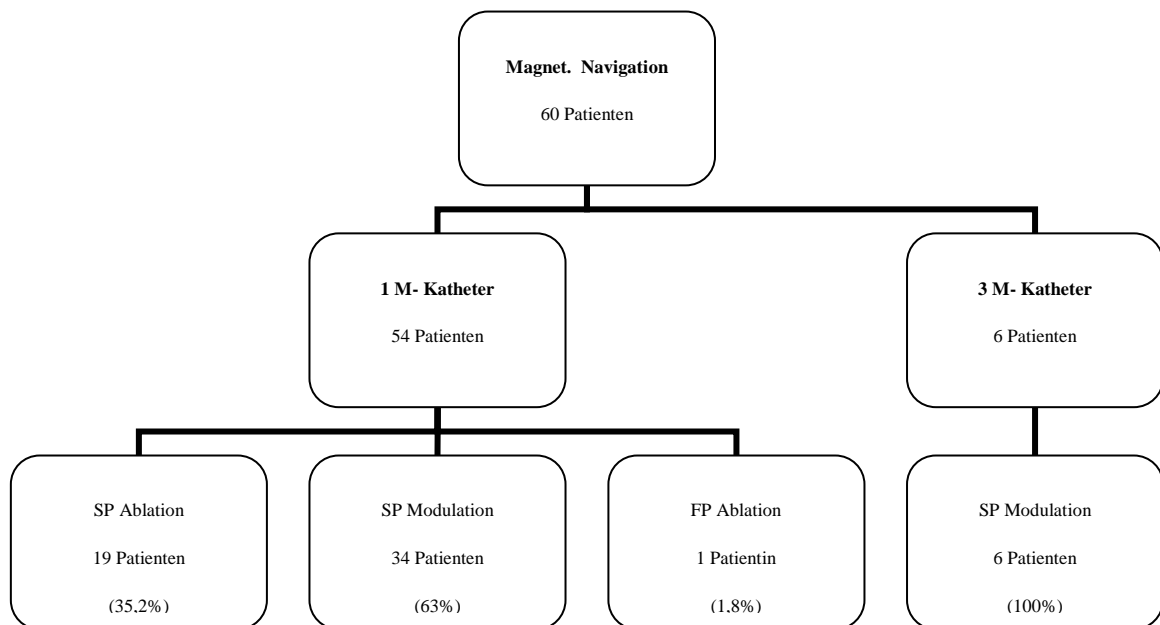 Magnet. Navigation
60 Patienten
1 M- Katheter
54 Patienten
3 M- Katheter
6 Patienten
SP Ablation
19 Patienten
(35,2%)
SP Modulation
34 Patienten
(63%)
FP Ablation
1 Patientin
(1,8%)
SP Modulation
6 Patienten
(100%)